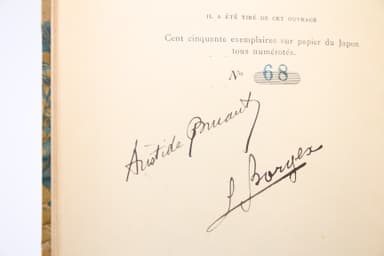 IL A ÉTÉ TIRÉ DE CET OUVRAGE
Cent cinquante exemplaires sur papier du Japon
tous numérotés.
No 68
Aristide Bruant
L Borgex